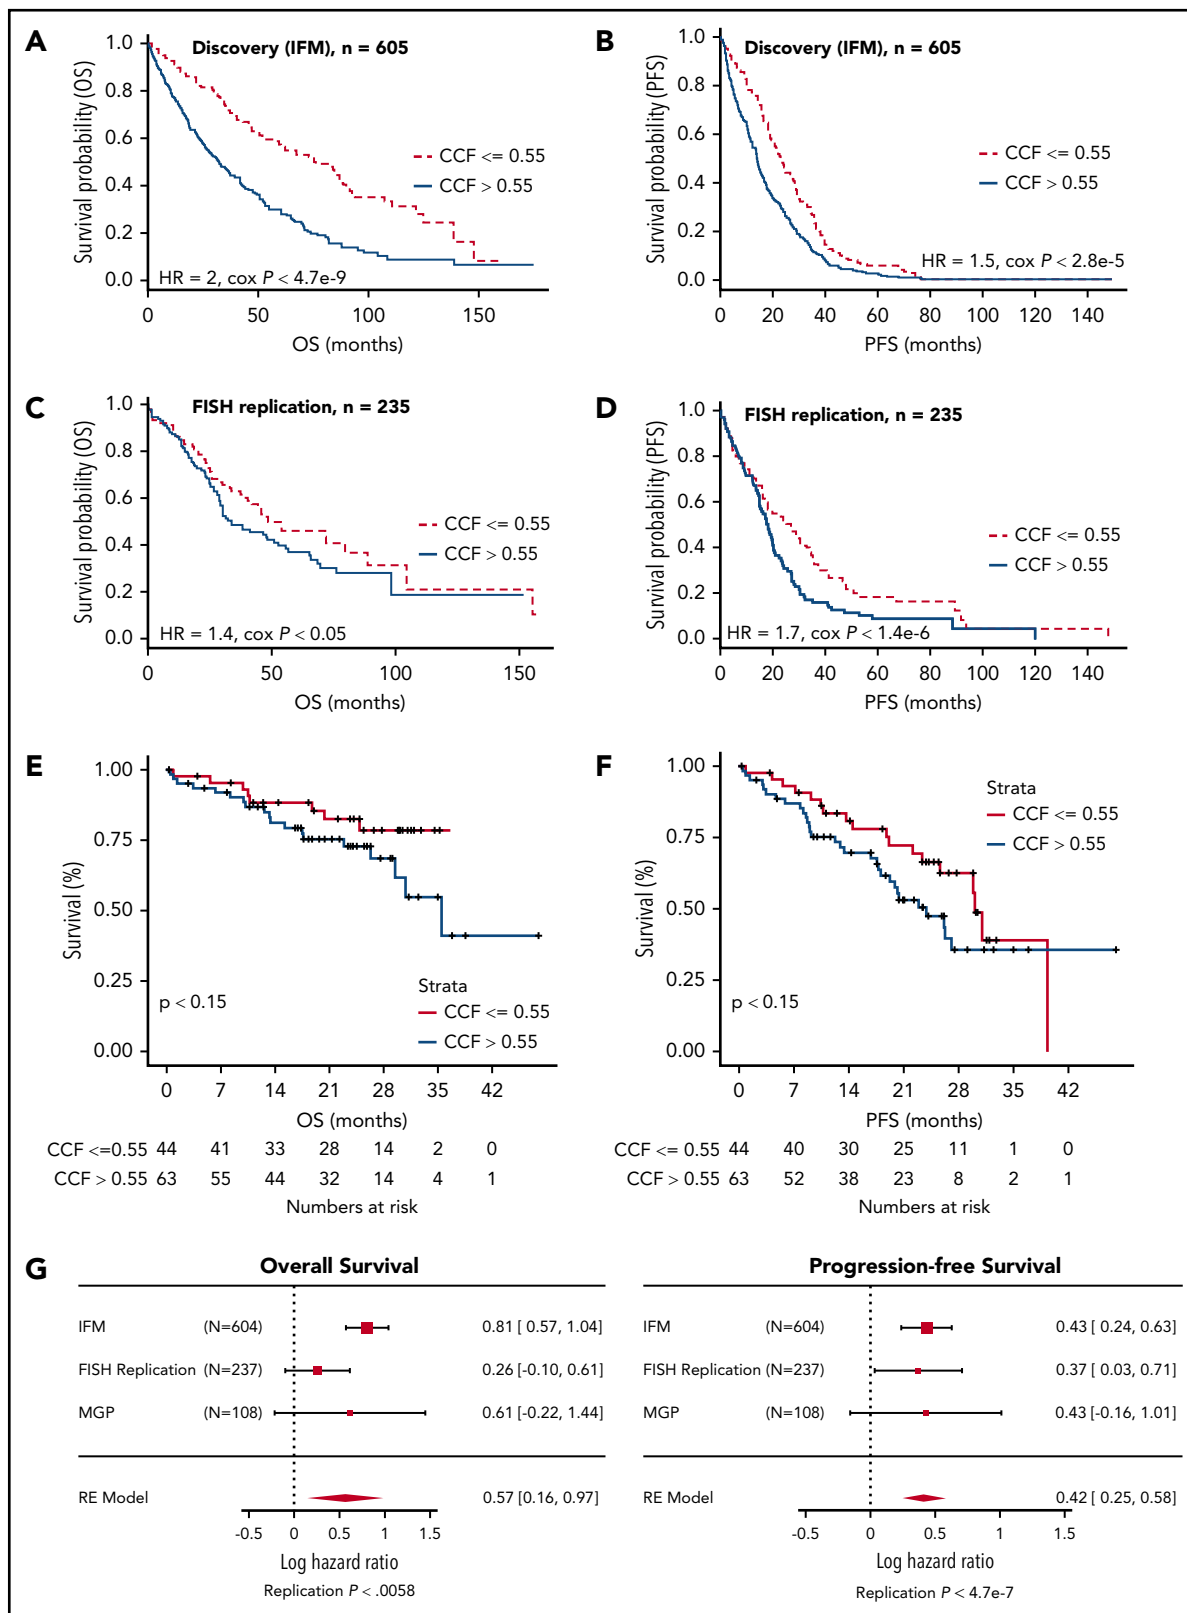 A
Discovery (IFM), n = 605
Survival probability (OS)
1.0
0.8
0.6
0.4
0.2
0.0
CCF <= 0.55
CCF > 0.55
HR = 2, cox P < 4.7e-9
0 50 100 150
OS (months)
B
Discovery (IFM), n = 605
Survival probability (PFS)
1.0
0.8
0.6
0.4
0.2
0.0
CCF <= 0.55
CCF > 0.55
HR = 1.5, cox P < 2.8e-5
0 20 40 60 80 100 120 140
PFS (months)
C
FISH replication, n = 235
Survival probability (OS)
1.0
0.8
0.6
0.4
0.2
0.0
CCF <= 0.55
CCF > 0.55
HR = 1.4, cox P < 0.05
0 50 100 150
OS (months)
D
FISH replication, n = 235
Survival probability (PFS)
1.0
0.8
0.6
0.4
0.2
0.0
CCF <= 0.55
CCF > 0.55
HR = 1.7, cox P < 1.4e-6
0 20 40 60 80 100 120 140
PFS (months)
E
Survival (%)
1.00
0.75
0.50
0.25
0.00
p < 0.15
Strata
CCF <= 0.55
CCF > 0.55
0 7 14 21 28 35 42
OS (months)
CCF <=0.55 44 41 33 28 14 2 0
CCF > 0.55 63 55 44 32 14 4 1
Numbers at risk
F
Survival (%)
1.00
0.75
0.50
0.25
0.00
p < 0.15
Strata
CCF <= 0.55
CCF > 0.55
0 7 14 21 28 35 42
PFS (months)
CCF <= 0.55 44 40 30 25 11 1 0
CCF > 0.55 63 52 38 23 8 2 1
Numbers at risk
G
Overall Survival
IFM (N=604) 0.81 [ 0.57, 1.04]
FISH Replication (N=237) 0.26 [-0.10, 0.61]
MGP (N=108) 0.61 [-0.22, 1.44]
RE Model 0.57 [0.16, 0.97]
-0.5 0 0.5 1 1.5
Log hazard ratio
Replication P < .0058
Progression-free Survival
IFM (N=604) 0.43 [ 0.24, 0.63]
FISH Replication (N=237) 0.37 [ 0.03, 0.71]
MGP (N=108) 0.43 [-0.16, 1.01]
RE Model 0.42 [0.25, 0.58]
-0.5 0 0.5 1 1.5
Log hazard ratio
Replication P < 4.7e-7